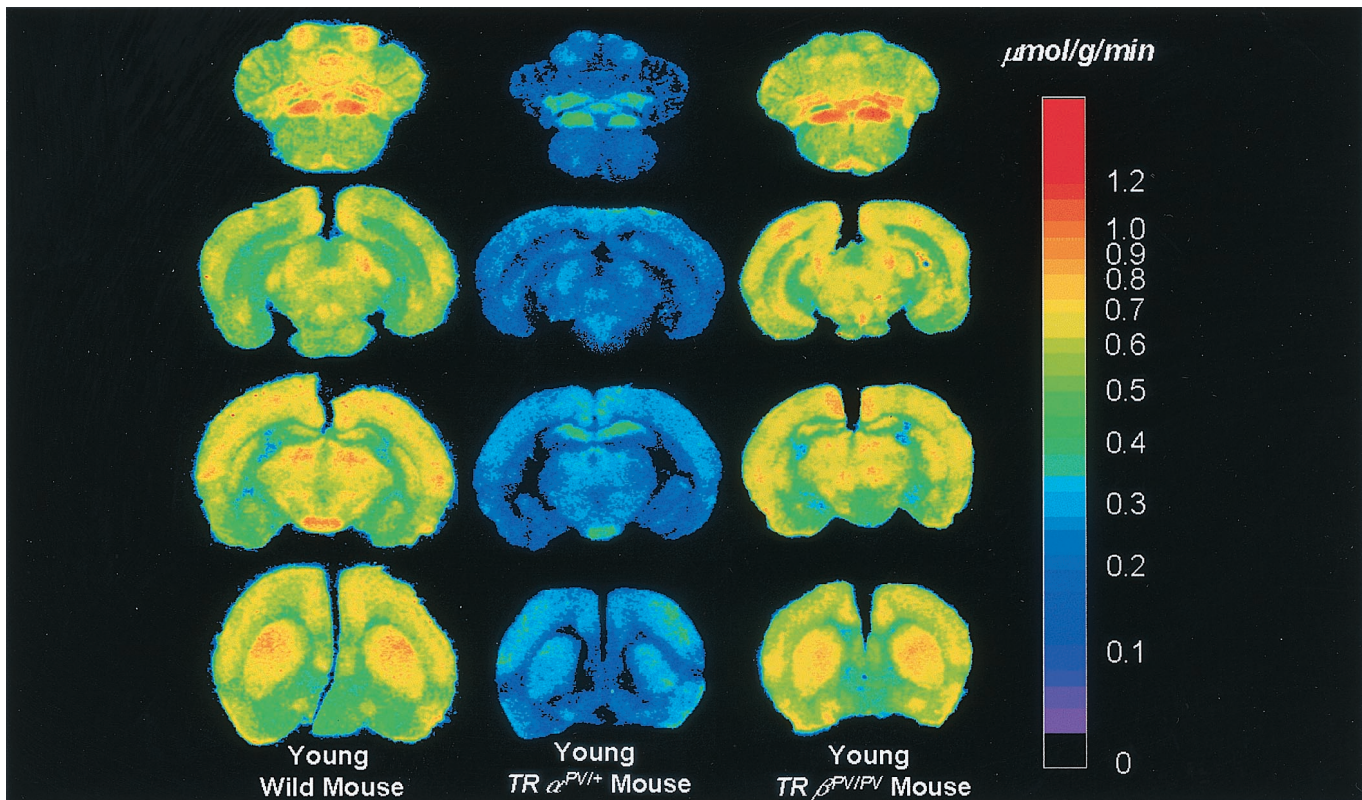 μmol/g/min
1.2
1.0
0.9
0.8
0.7
0.6
0.5
0.4
0.3
0.2
0.1
0
Young
Wild Mouse
Young
TR α^PV/+ Mouse
Young
TR β^PV/PV Mouse